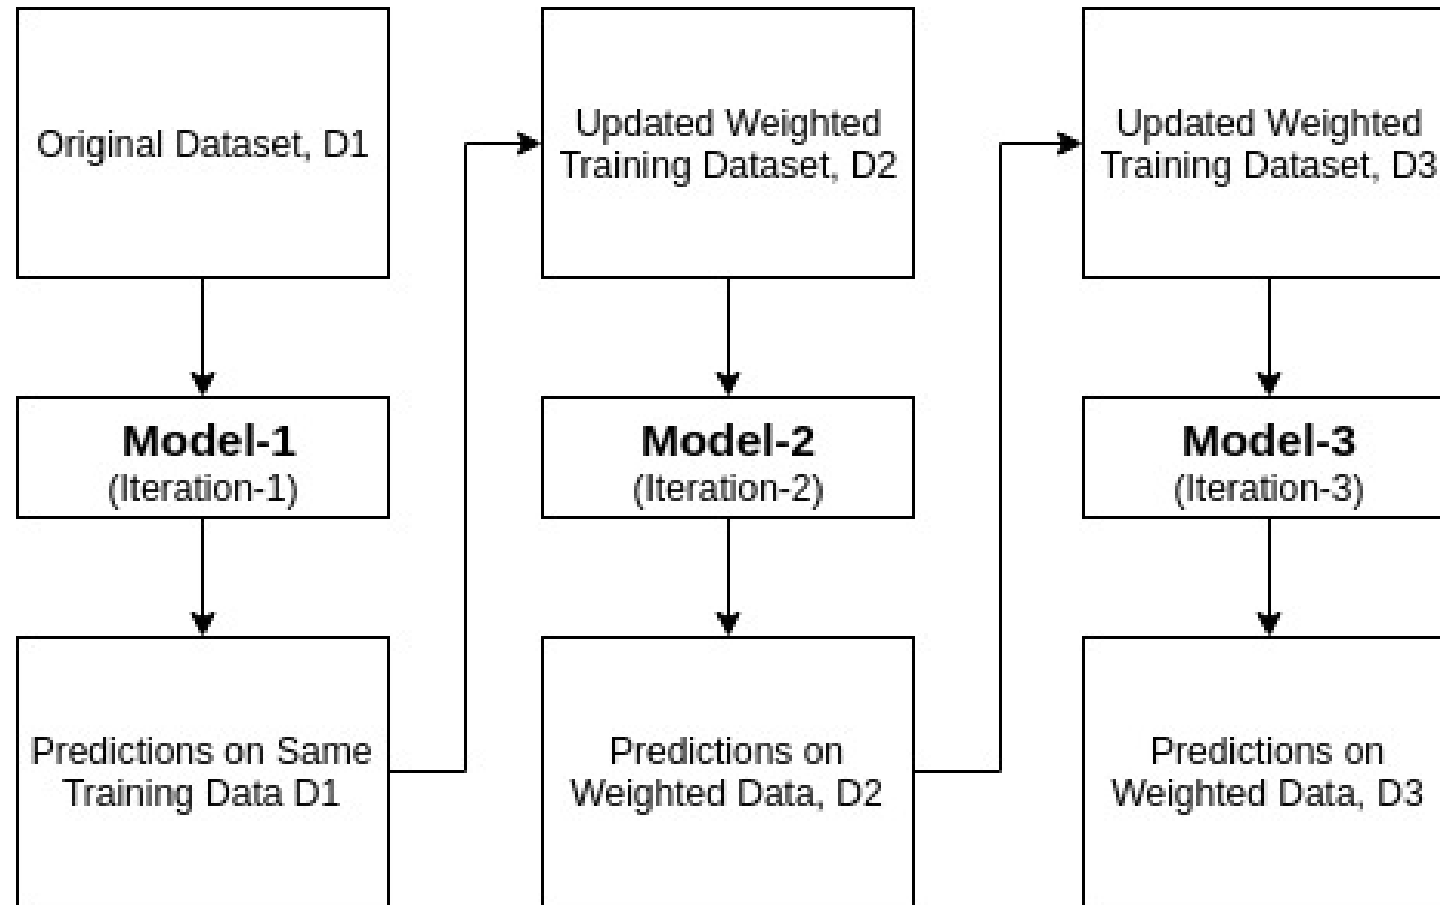 Original Dataset, D1
Model-1
(Iteration-1)
Predictions on Same
Training Data D1
Updated Weighted
Training Dataset, D2
Model-2
(Iteration-2)
Predictions on
Weighted Data, D2
Updated Weighted
Training Dataset, D3
Model-3
(Iteration-3)
Predictions on
Weighted Data, D3